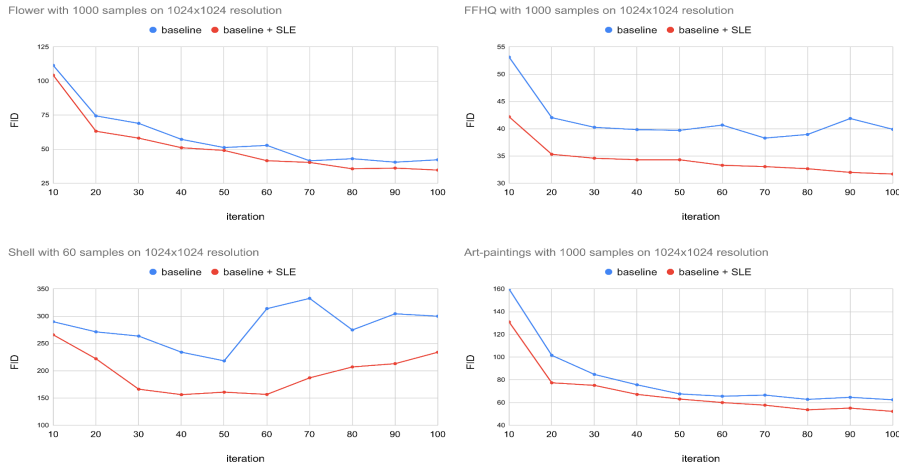 Flower with 1000 samples on 1024x1024 resolution
baseline baseline + SLE
125
100
75
50
25
FID
10 20 30 40 50 60 70 80 90 100
iteration
FFHQ with 1000 samples on 1024x1024 resolution
baseline baseline + SLE
55
50
45
40
35
30
FID
10 20 30 40 50 60 70 80 90 100
iteration
Shell with 60 samples on 1024x1024 resolution
baseline baseline + SLE
350
300
250
200
150
100
FID
10 20 30 40 50 60 70 80 90 100
iteration
Art-paintings with 1000 samples on 1024x1024 resolution
baseline baseline + SLE
160
140
120
100
80
60
40
FID
10 20 30 40 50 60 70 80 90 100
iteration